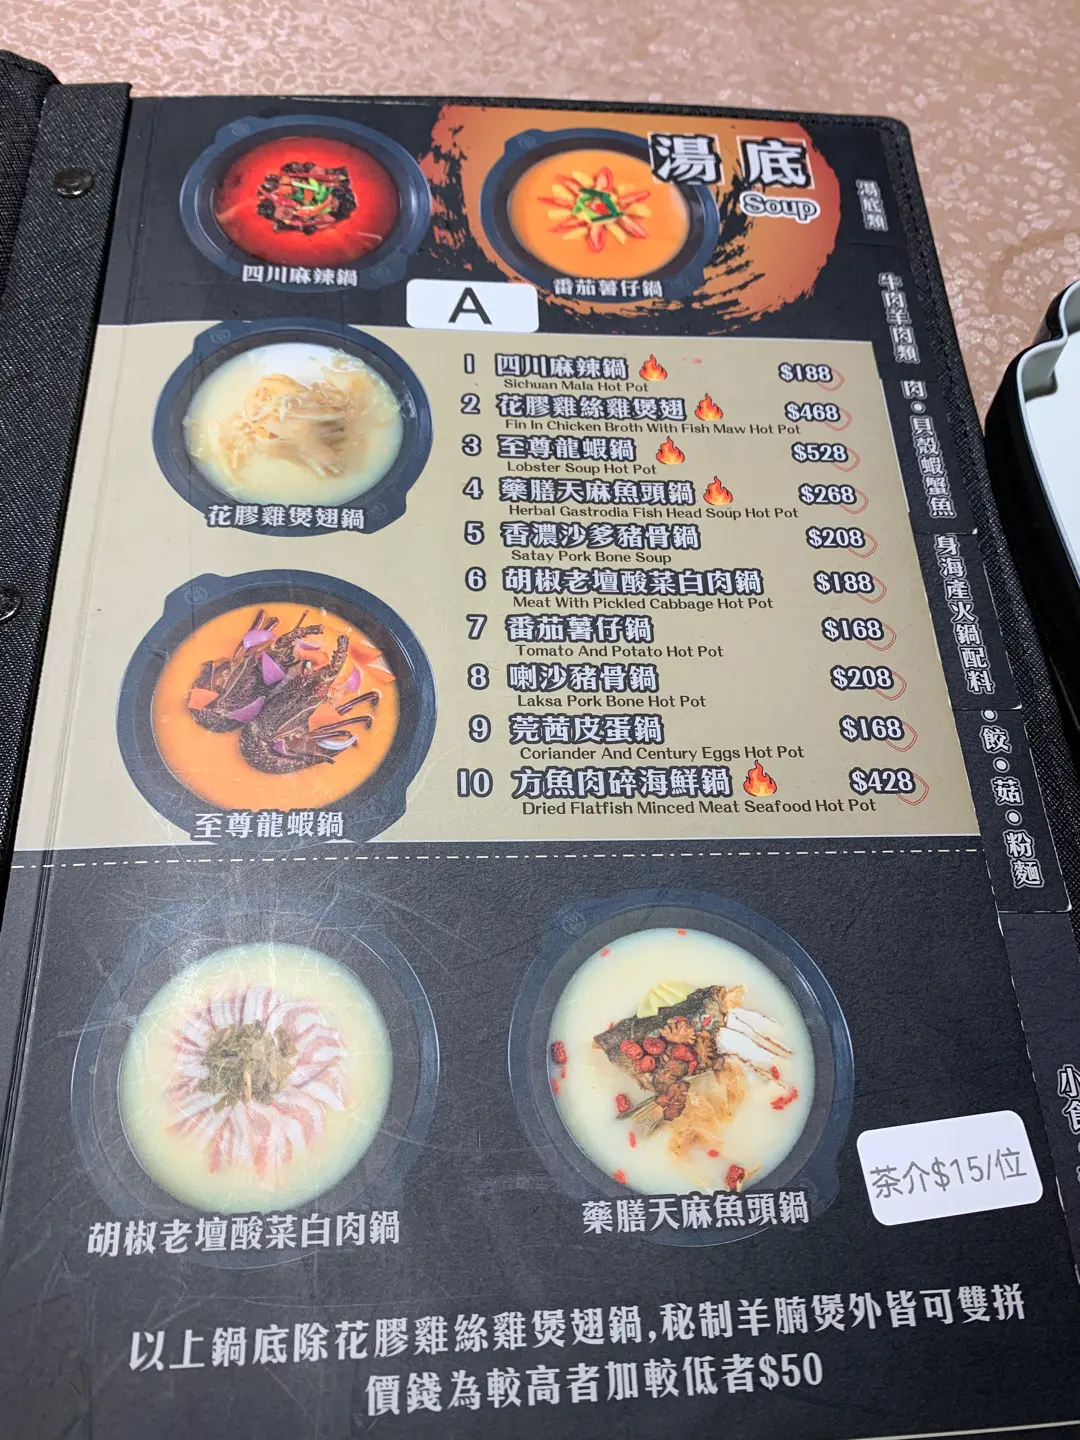 湯底
Soup
四川麻辣鍋
番茄薯仔鍋
A
1 四川麻辣鍋 $188
Sichuan Mala Hot Pot
2 花膠雞絲雞煲翅 $468
Fin In Chicken Broth With Fish Maw Hot Pot
3 至尊龍蝦鍋 $528
Lobster Soup Hot Pot
4 藥膳天麻魚頭鍋 $268
Herbal Gastrodia Fish Head Soup Hot Pot
5 香濃沙爹豬骨鍋 $208
Satay Pork Bone Soup
6 胡椒老壇酸菜白肉鍋 $188
Meat With Pickled Cabbage Hot Pot
7 番茄薯仔鍋 $168
Tomato And Potato Hot Pot
8 喇沙豬骨鍋 $208
Laksa Pork Bone Hot Pot
9 芫茜皮蛋鍋 $168
Coriander And Century Eggs Hot Pot
10 方魚肉碎海鮮鍋 $428
Dried Flatfish Minced Meat Seafood Hot Pot
花膠雞煲翅鍋
至尊龍蝦鍋
胡椒老壇酸菜白肉鍋
藥膳天麻魚頭鍋
茶介$15/位
以上鍋底除花膠雞絲雞煲翅鍋,秘制羊腩煲外皆可雙拼
價錢為較高者加較低者$50
湯底類
牛肉羊肉類
肉•貝殼蝦蟹魚
身海產火鍋配料
•餃•菇•粉麵
小食